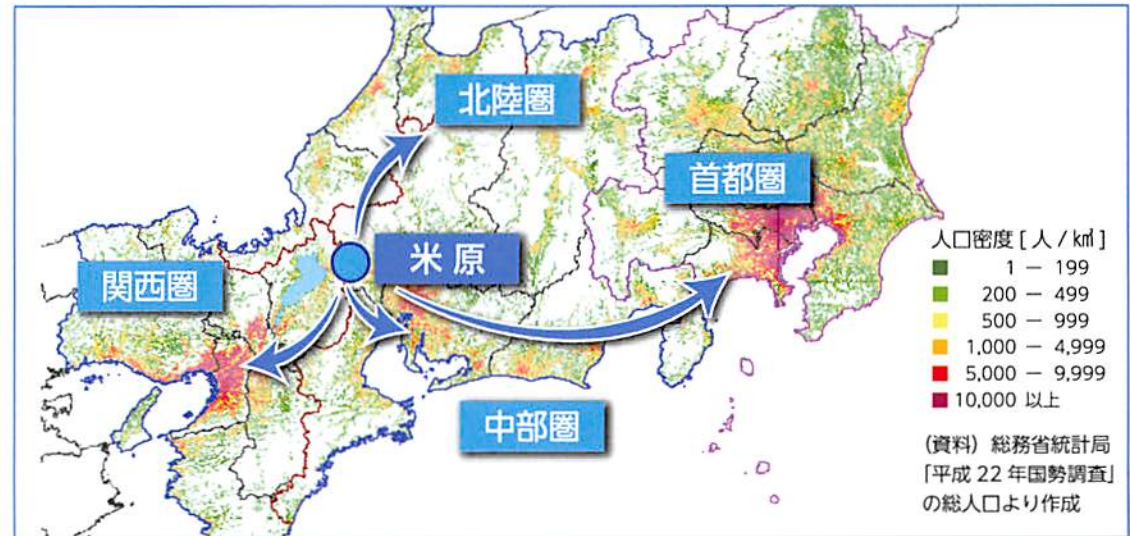 北陸圏
首都圏
米原
関西圏
中部圏
人口密度 [ 人 / ㎢ ]
1 － 199
200 － 499
500 － 999
1,000 － 4,999
5,000 － 9,999
10,000 以上
(資料) 総務省統計局
「平成 22 年国勢調査」
の総人口より作成